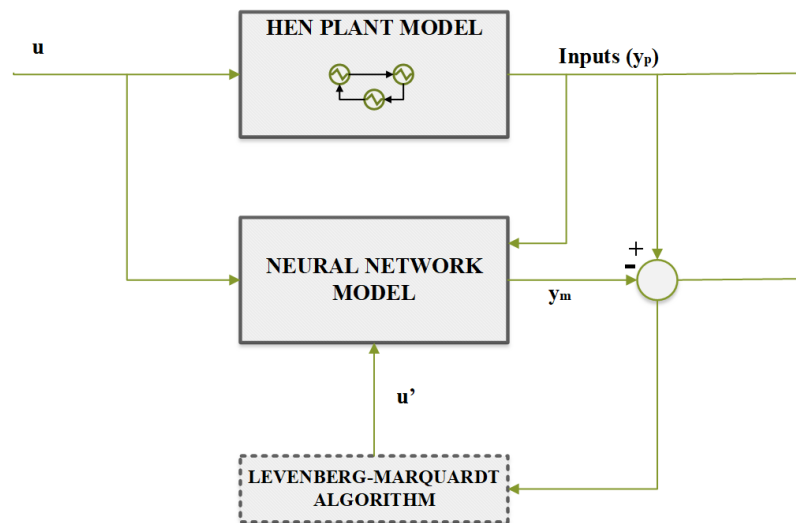 HEN PLANT MODEL
u
Inputs (yₚ)
+
-
NEURAL NETWORK
MODEL
yₘ
u’
LEVENBERG-MARQUARDT
ALGORITHM